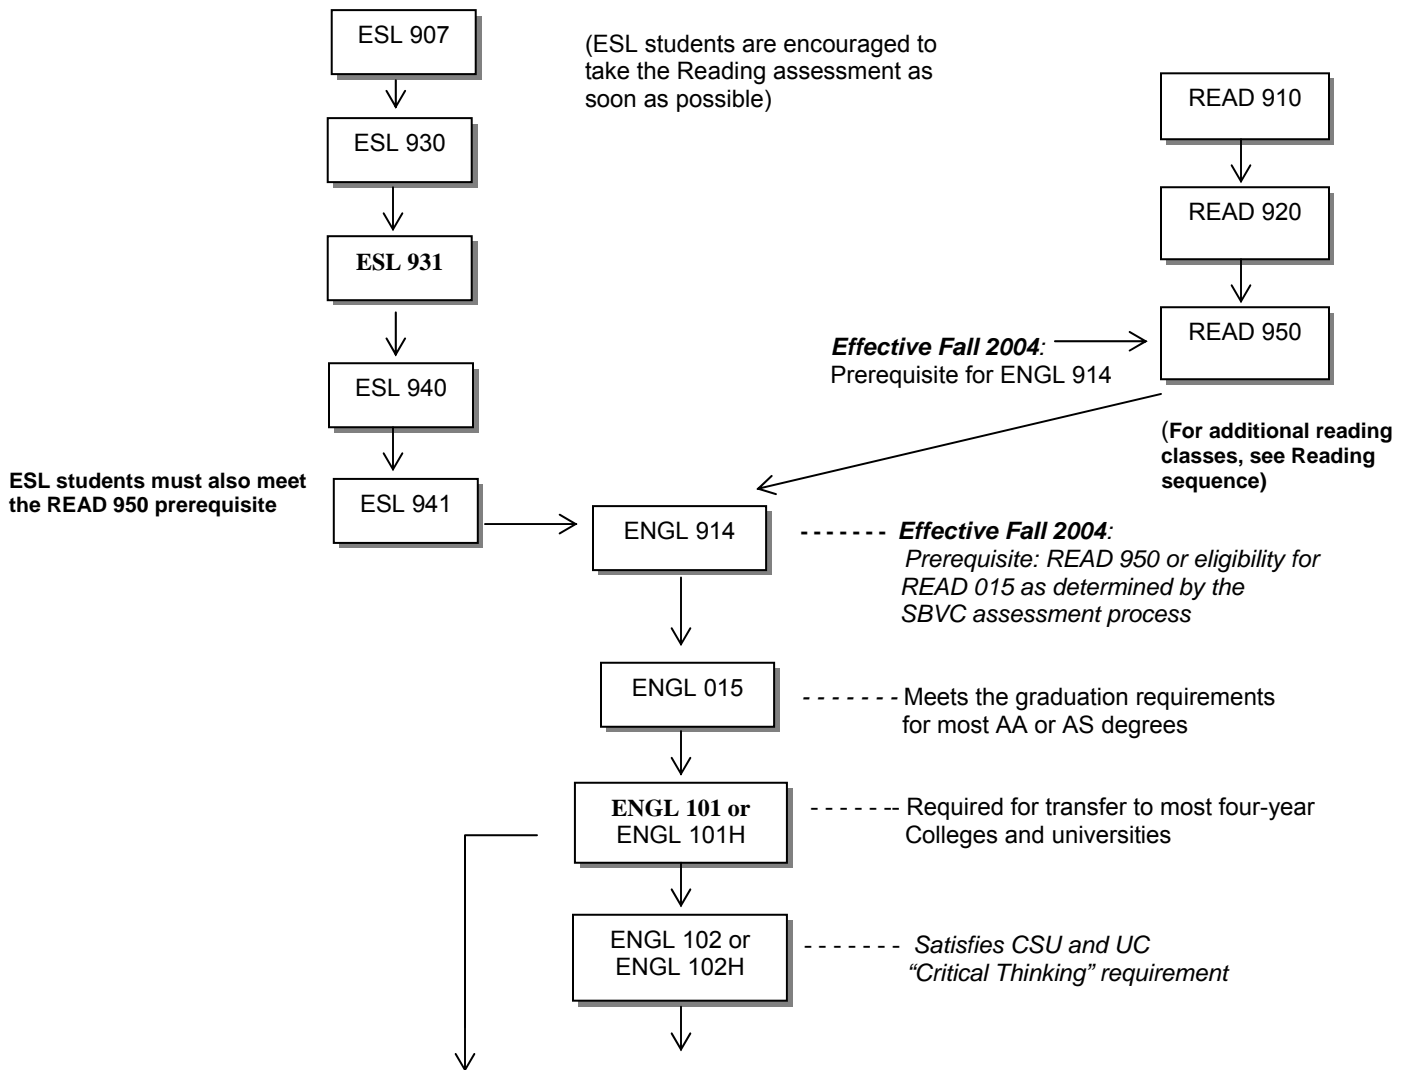 ESL 907
(ESL students are encouraged to
take the Reading assessment as
soon as possible)
READ 910
ESL 930
READ 920
ESL 931
READ 950
Effective Fall 2004:
Prerequisite for ENGL 914
ESL 940
(For additional reading
classes, see Reading
sequence)
ESL students must also meet
the READ 950 prerequisite
ESL 941
ENGL 914
Effective Fall 2004:
Prerequisite: READ 950 or eligibility for
READ 015 as determined by the
SBVC assessment process
ENGL 015
Meets the graduation requirements
for most AA or AS degrees
ENGL 101 or
ENGL 101H
Required for transfer to most four-year
Colleges and universities
ENGL 102 or
ENGL 102H
Satisfies CSU and UC
“Critical Thinking” requirement